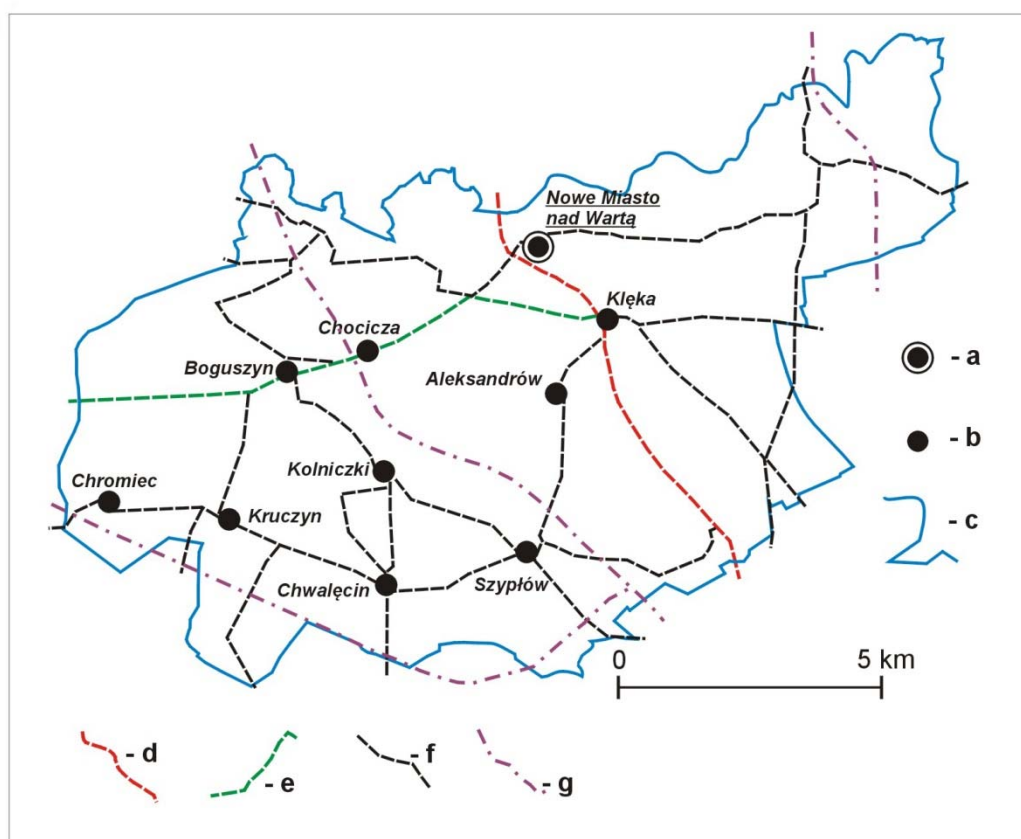 Nowe Miasto
nad Wartą
Klęka
Chocicza
Boguszyn
Aleksandrów
- a
- b
Kolniczki
Chromiec
Kruczyn
- c
Chwalęcin
Szypłów
0 5 km
- d
- e
- f
- g